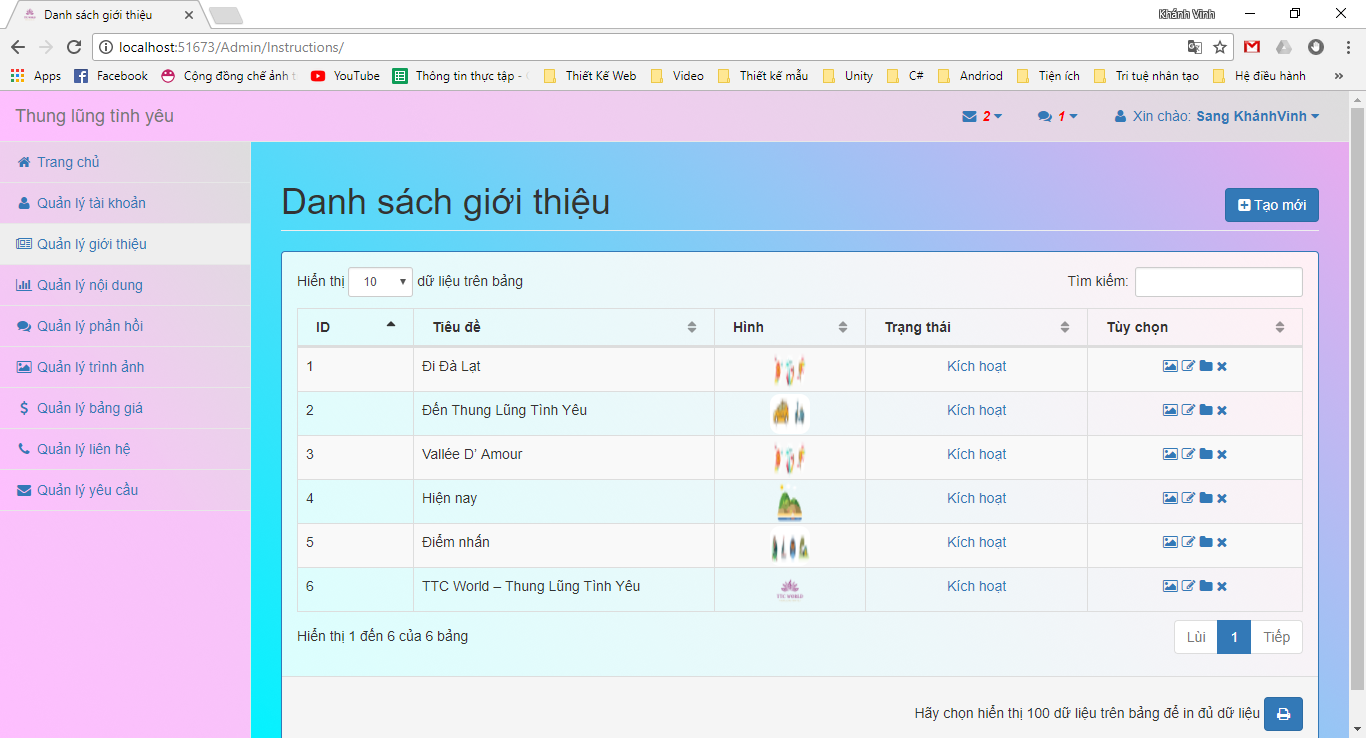 Danh sách giới thiệu
Khánh Vinh
localhost:51673/Admin/Instructions/
Apps Facebook Cộng đồng chế ảnh t YouTube Thông tin thực tập - Thiết Kế Web Video Thiết kế mẫu Unity C# Andriod Tiện ích Trí tuệ nhân tạo Hệ điều hành »
Thung lũng tình yêu
2 1 Xin chào: Sang KhánhVinh
Trang chủ
Quản lý tài khoản
Quản lý giới thiệu
Quản lý nội dung
Quản lý phản hồi
Quản lý trình ảnh
Quản lý bảng giá
Quản lý liên hệ
Quản lý yêu cầu
Danh sách giới thiệu
Tạo mới
Hiển thị 10 dữ liệu trên bảng
Tìm kiếm:
ID Tiêu đề Hình Trạng thái Tùy chọn
1 Đi Đà Lạt Kích hoạt
2 Đến Thung Lũng Tình Yêu Kích hoạt
3 Vallée D’ Amour Kích hoạt
4 Hiện nay Kích hoạt
5 Điểm nhấn Kích hoạt
6 TTC World – Thung Lũng Tình Yêu TTC WORLD Kích hoạt
Hiển thị 1 đến 6 của 6 bảng
Lùi 1 Tiếp
Hãy chọn hiển thị 100 dữ liệu trên bảng để in đủ dữ liệu